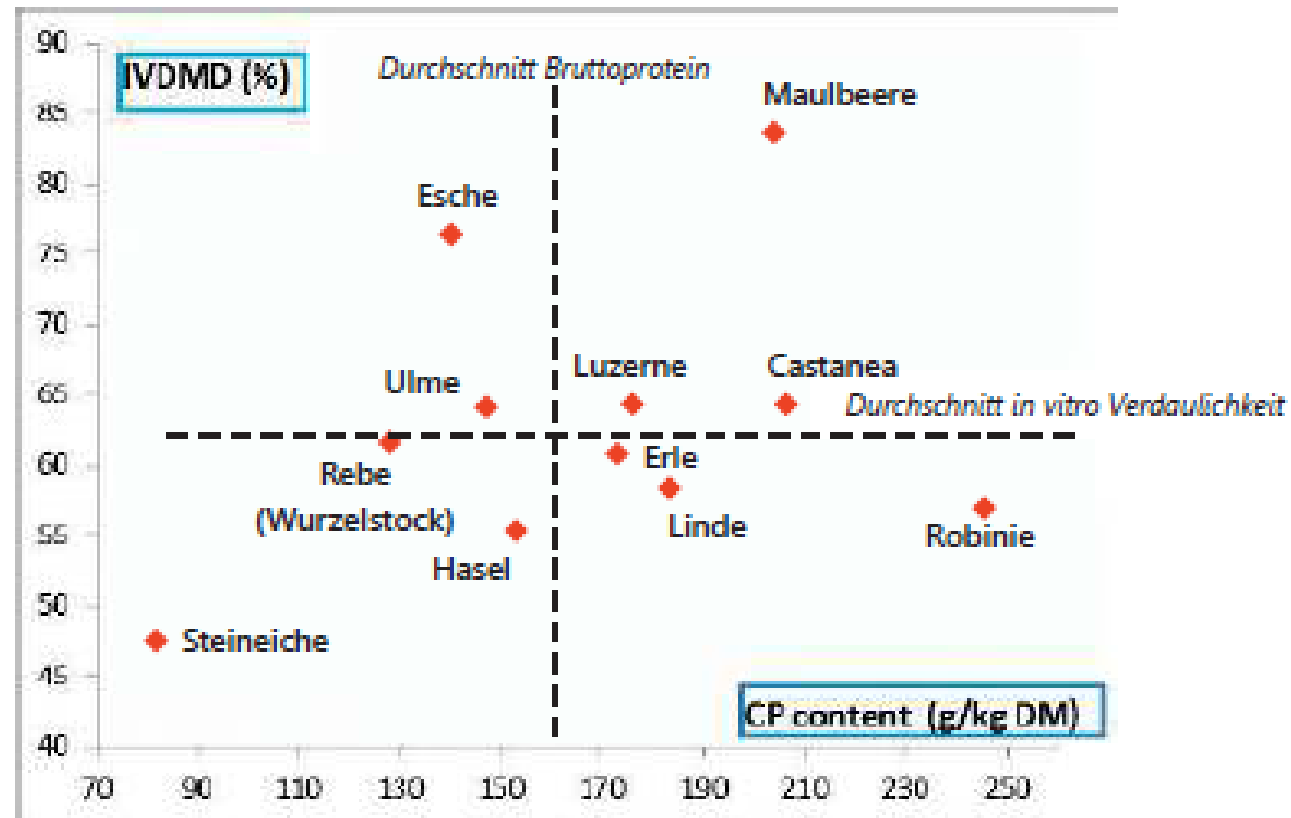 90
IVDMD (%)
Durchschnitt Bruttoprotein
Maulbeere
85
80
Esche
75
70
Luzerne
Castanea
Ulme
65
Durchschnitt in vitro Verdaulichkeit
60
Erle
Rebe
(Wurzelstock)
Linde
55
Robinie
Hasel
50
Steineiche
45
CP content (g/kg DM)
40
70 90 110 130 150 170 190 210 230 250